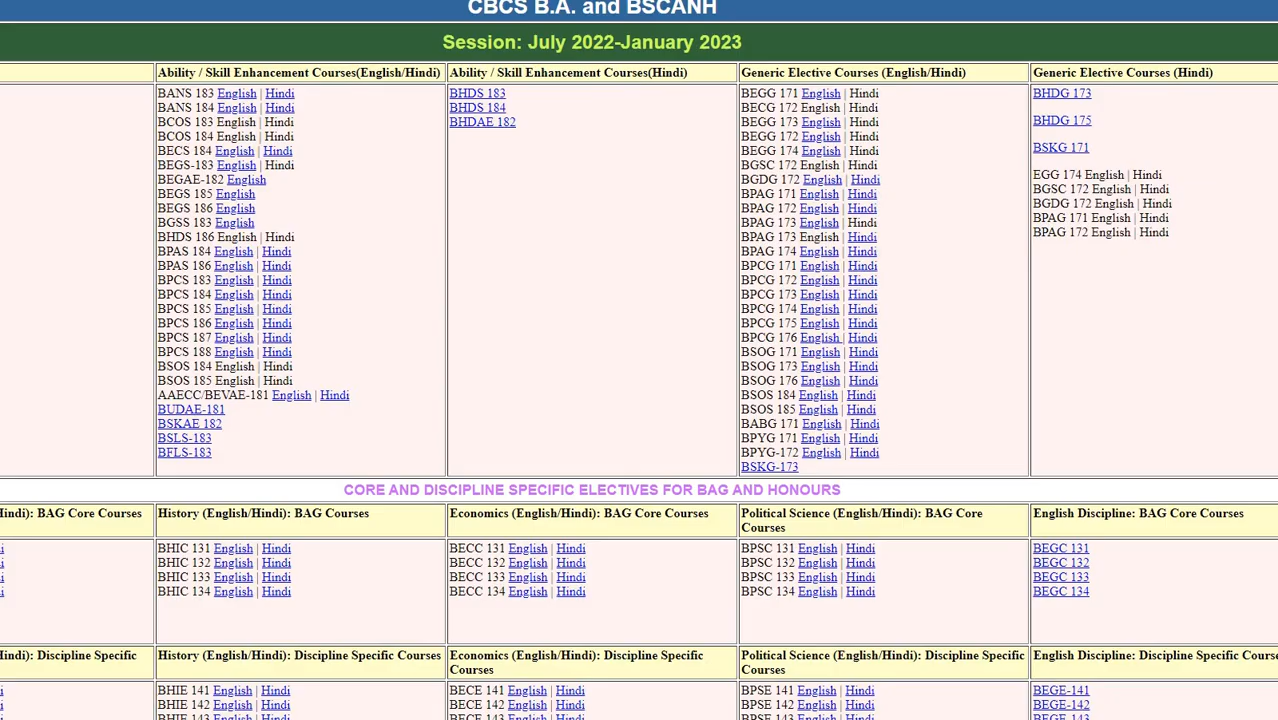 CBCS B.A. and BSCANH
Session: July 2022-January 2023
Ability / Skill Enhancement Courses(English/Hindi)
BANS 183 English | Hindi
BANS 184 English | Hindi
BCOS 183 English | Hindi
BCOS 184 English | Hindi
BECS 184 English | Hindi
BEGS-183 English | Hindi
BEGAE-182 English
BEGS 185 English
BEGS 186 English
BGSS 183 English
BHDS 186 English | Hindi
BPAS 184 English | Hindi
BPAS 186 English | Hindi
BPCS 183 English | Hindi
BPCS 184 English | Hindi
BPCS 185 English | Hindi
BPCS 186 English | Hindi
BPCS 187 English | Hindi
BPCS 188 English | Hindi
BSOS 184 English | Hindi
BSOS 185 English | Hindi
AAECC/BEVAE-181 English | Hindi
BUDAE-181
BSKAE 182
BSLS-183
BFLS-183
Ability / Skill Enhancement Courses(Hindi)
BHDS 183
BHDS 184
BHDAE 182
Generic Elective Courses (English/Hindi)
BEGG 171 English | Hindi
BECG 172 English | Hindi
BEGG 173 English | Hindi
BEGG 172 English | Hindi
BEGG 174 English | Hindi
BGSC 172 English | Hindi
BGDG 172 English | Hindi
BPAG 171 English | Hindi
BPAG 172 English | Hindi
BPAG 173 English | Hindi
BPAG 173 English | Hindi
BPAG 174 English | Hindi
BPCG 171 English | Hindi
BPCG 172 English | Hindi
BPCG 173 English | Hindi
BPCG 174 English | Hindi
BPCG 175 English | Hindi
BPCG 176 English | Hindi
BSOG 171 English | Hindi
BSOG 173 English | Hindi
BSOG 176 English | Hindi
BSOS 184 English | Hindi
BSOS 185 English | Hindi
BABG 171 English | Hindi
BPYG 171 English | Hindi
BPYG-172 English | Hindi
BSKG-173
Generic Elective Courses (Hindi)
BHDG 173
BHDG 175
BSKG 171
EGG 174 English | Hindi
BGSC 172 English | Hindi
BGDG 172 English | Hindi
BPAG 171 English | Hindi
BPAG 172 English | Hindi
CORE AND DISCIPLINE SPECIFIC ELECTIVES FOR BAG AND HONOURS
Hindi): BAG Core Courses
History (English/Hindi): BAG Courses
BHIC 131 English | Hindi
BHIC 132 English | Hindi
BHIC 133 English | Hindi
BHIC 134 English | Hindi
Economics (English/Hindi): BAG Core Courses
BECC 131 English | Hindi
BECC 132 English | Hindi
BECC 133 English | Hindi
BECC 134 English | Hindi
Political Science (English/Hindi): BAG Core
Courses
BPSC 131 English | Hindi
BPSC 132 English | Hindi
BPSC 133 English | Hindi
BPSC 134 English | Hindi
English Discipline: BAG Core Courses
BEGC 131
BEGC 132
BEGC 133
BEGC 134
Hindi): Discipline Specific
History (English/Hindi): Discipline Specific Courses
BHIE 141 English | Hindi
BHIE 142 English | Hindi
BHIE 143 English | Hindi
Economics (English/Hindi): Discipline Specific
Courses
BECE 141 English | Hindi
BECE 142 English | Hindi
BECE 143 English | Hindi
Political Science (English/Hindi): Discipline Specific
Courses
BPSE 141 English | Hindi
BPSE 142 English | Hindi
BPSE 143 English | Hindi
English Discipline: Discipline Specific Course
BEGE-141
BEGE-142
BEGE-143